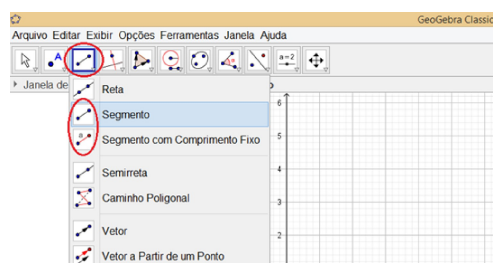 GeoGebra Classic
Arquivo Editar Exibir Opções Ferramentas Janela Ajuda
A
a=2
Janela de
Reta
Segmento
a
Segmento com Comprimento Fixo
Semirreta
Caminho Poligonal
Vetor
Vetor a Partir de um Ponto
6
5
4
3
2